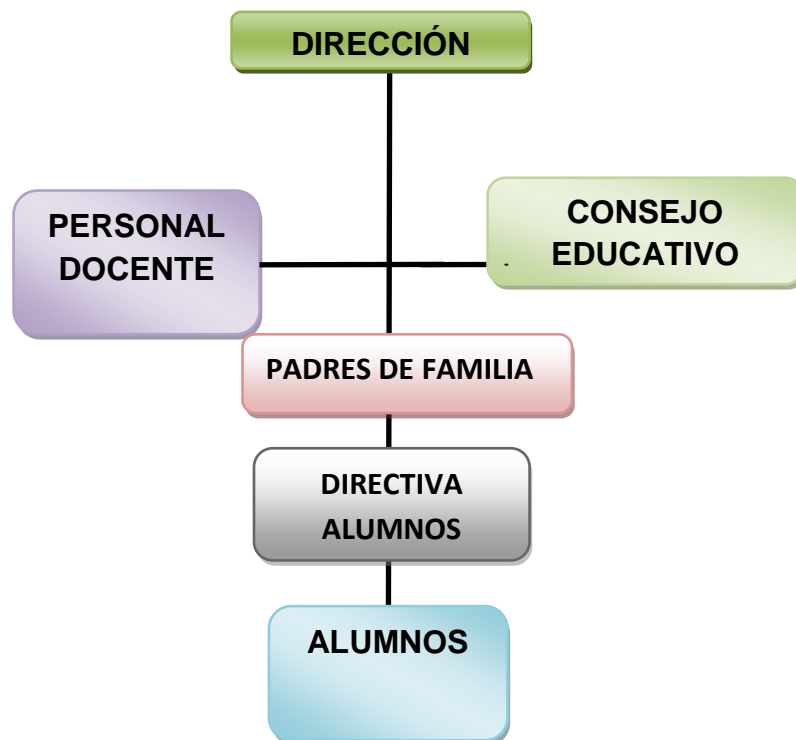 DIRECCIÓN
PERSONAL
DOCENTE
CONSEJO
EDUCATIVO
PADRES DE FAMILIA
DIRECTIVA
ALUMNOS
ALUMNOS